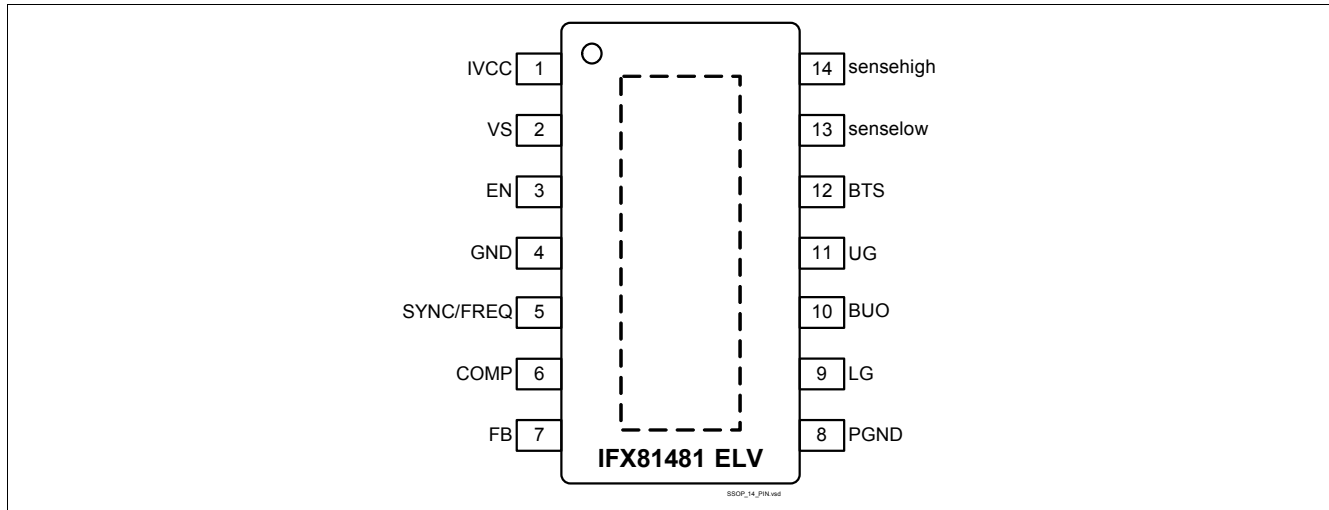 IVCC 1
14 sensehigh
VS 2
13 senselow
EN 3
12 BTS
GND 4
11 UG
SYNC/FREQ 5
10 BUO
COMP 6
9 LG
FB 7
8 PGND
IFX81481 ELV
SSOP_14_PIN.vsd